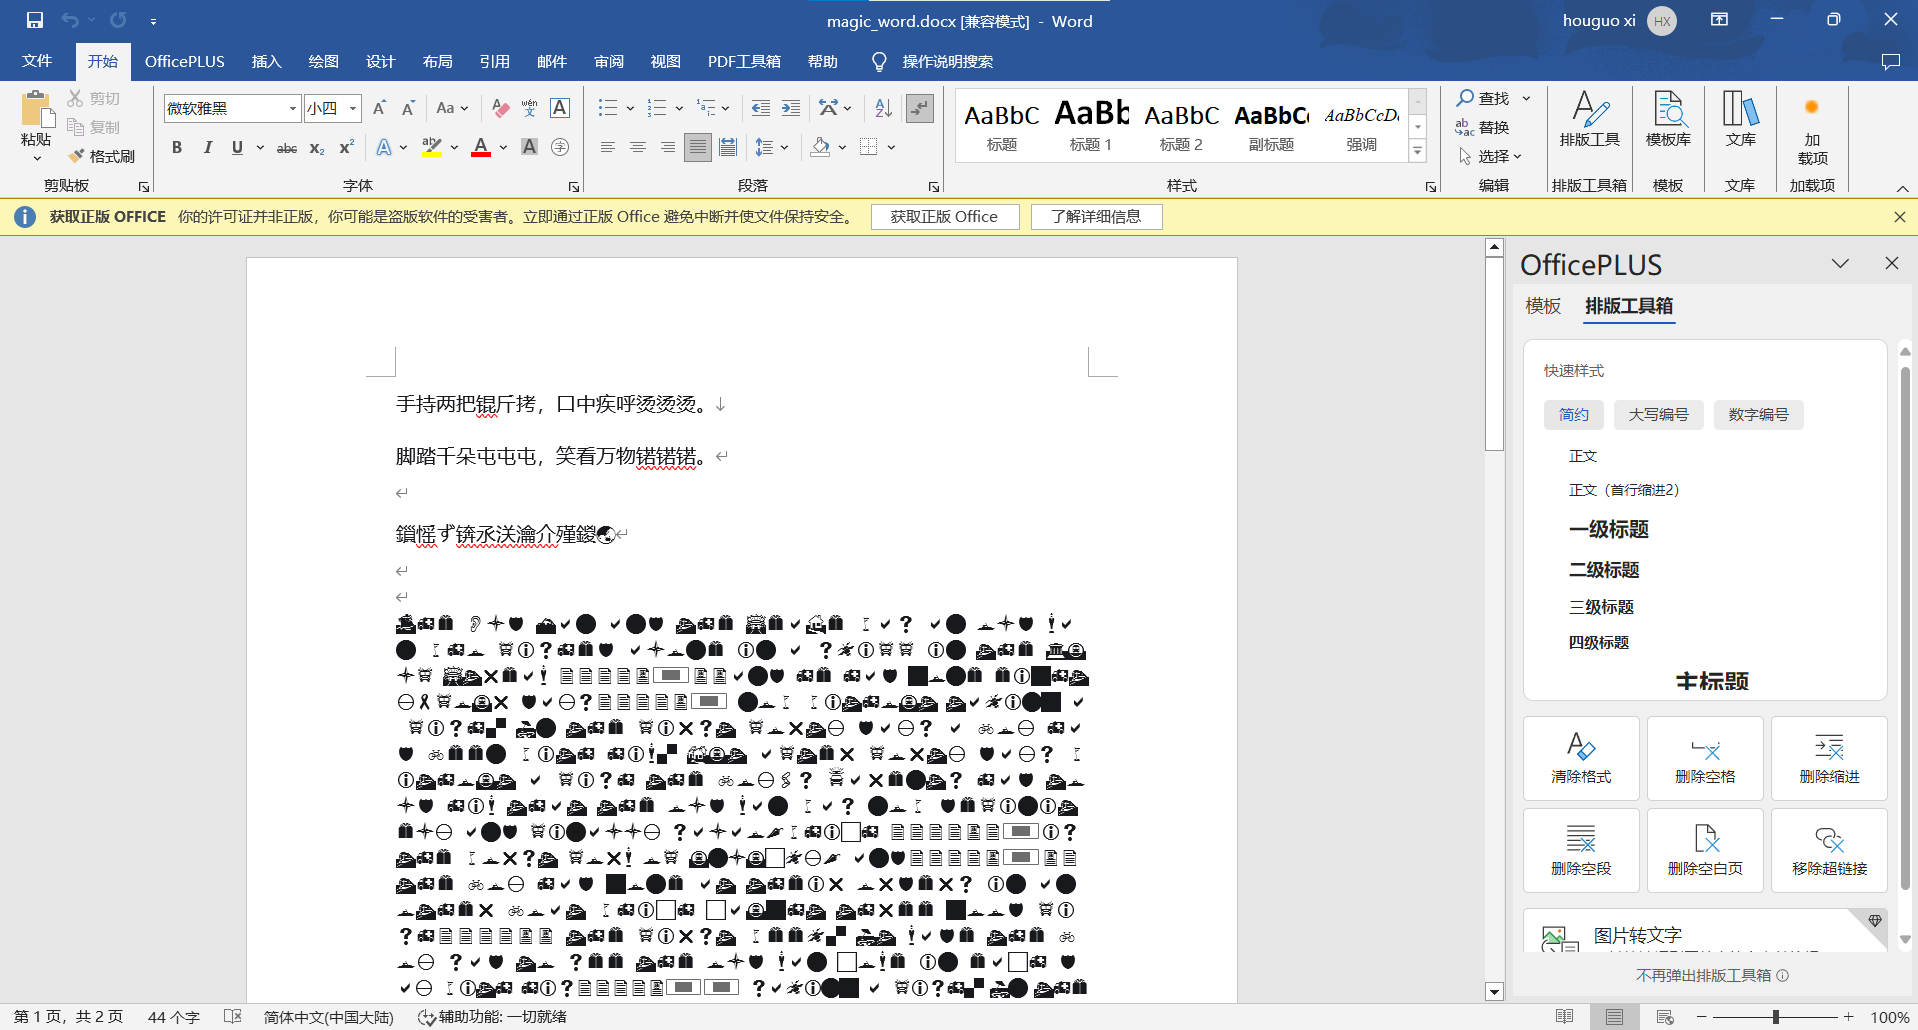 magic_word.docx [兼容模式] - Word
houguo xi
HX
文件
开始
OfficePLUS
插入
绘图
设计
布局
引用
邮件
审阅
视图
PDF工具箱
帮助
操作说明搜索
粘贴
剪切
复制
格式刷
剪贴板
微软雅黑
小四
字体
段落
AaBbC
标题
AaBb
标题 1
AaBbC
标题 2
AaBbC
副标题
AaBbCcD
强调
样式
查找
替换
选择
编辑
排版工具
排版工具箱
模板库
模板
文库
文库
加
载项
加载项
获取正版 OFFICE 你的许可证并非正版，你可能是盗版软件的受害者。立即通过正版 Office 避免中断并使文件保持安全。
获取正版 Office
了解详细信息
手持两把锟斤拷，口中疾呼烫烫烫。
脚踏千朵屯屯屯，笑看万物锘锘锘。
OfficePLUS
模板
排版工具箱
快速样式
简约
大写编号
数字编号
正文
正文（首行缩进2）
一级标题
二级标题
三级标题
四级标题
主标题
清除格式
删除空格
删除缩进
删除空段
删除空白页
移除超链接
图片转文字
不再弹出排版工具箱
第 1 页，共 2 页
44 个字
简体中文(中国大陆)
辅助功能: 一切就绪
100%